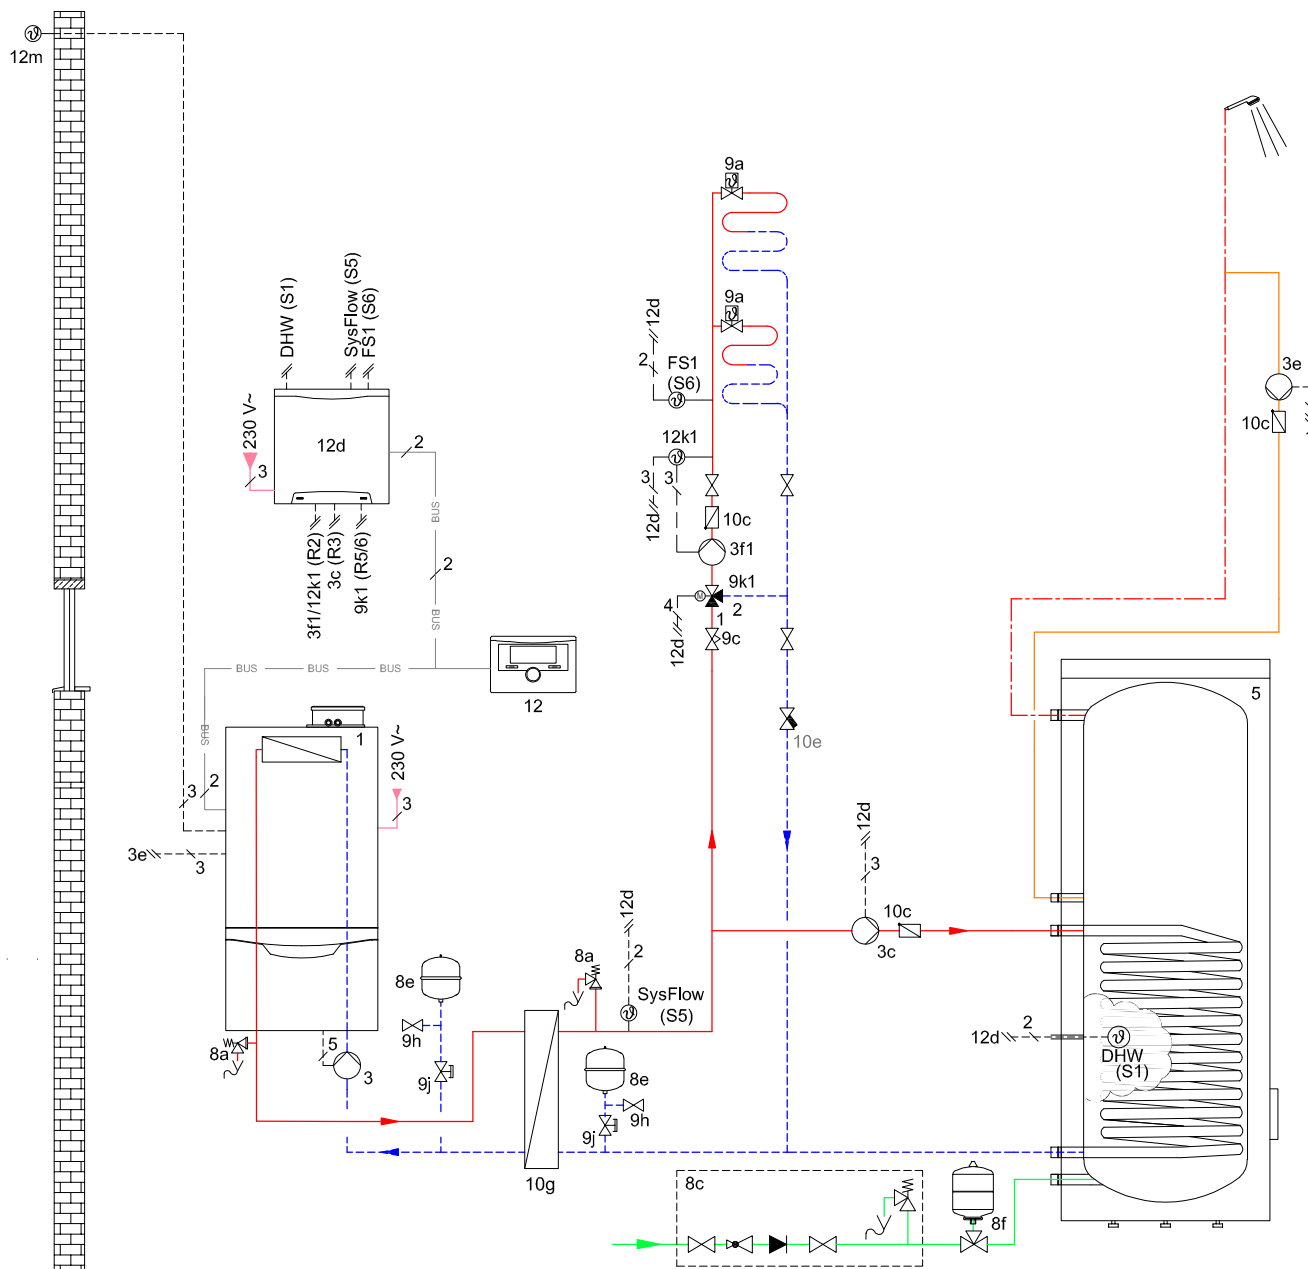 12m
DHW (S1)
SysFlow (S5)
FS1 (S6)
230 V~
3
12d
2
BUS
2
BUS
3f1/12k1 (R2)
3c (R3)
9k1 (R5/6)
BUS
BUS
BUS
12
BUS
2
3
1
230 V~
3
3e
3
8a
5
3
8e
9h
9j
10g
8a
12d
2
SysFlow
(S5)
8e
9h
9j
9a
9a
12d
2
FS1
(S6)
12k1
3
3
12d
10c
3f1
9k1
M
4
2
1
12d
9c
10e
12d
3
10c
3c
3e
10c
5
12d
2
DHW
(S1)
8c
8f